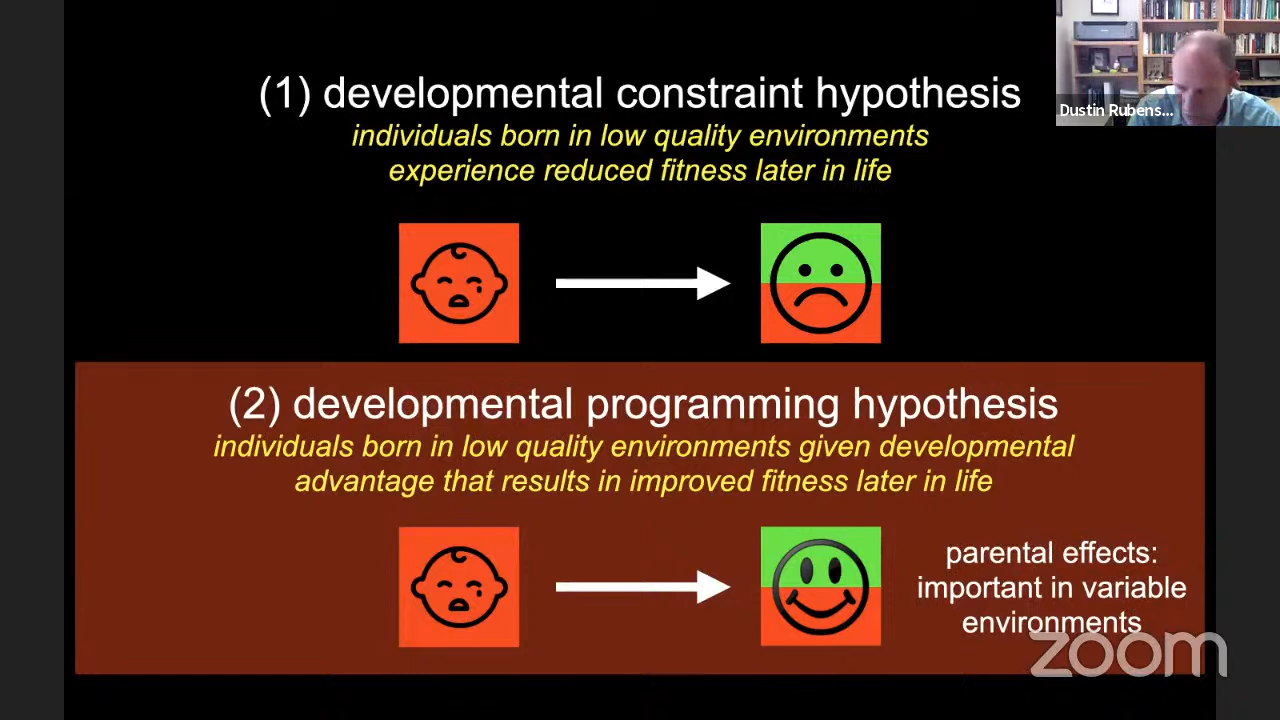 (1) developmental constraint hypothesis
individuals born in low quality environments
experience reduced fitness later in life
Dustin Rubens...
(2) developmental programming hypothesis
individuals born in low quality environments given developmental
advantage that results in improved fitness later in life
parental effects:
important in variable
environments
zoom